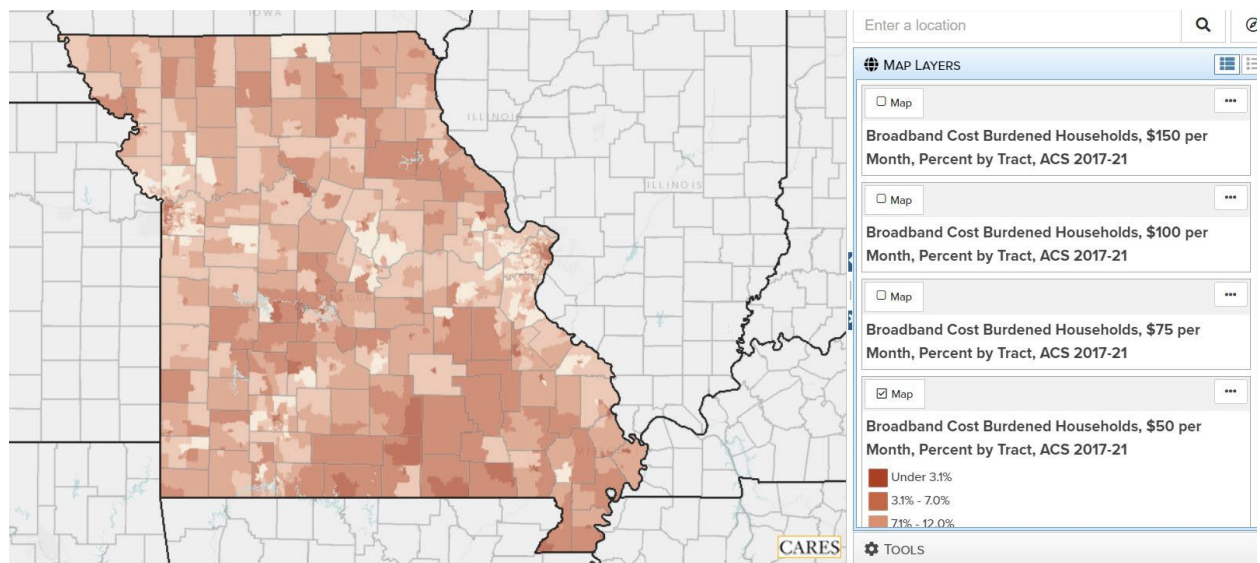 IOWA
ILLINOIS
ILLINOIS
CARES
Enter a location
MAP LAYERS
Map
Broadband Cost Burdened Households, $150 per
Month, Percent by Tract, ACS 2017-21
Map
Broadband Cost Burdened Households, $100 per
Month, Percent by Tract, ACS 2017-21
Map
Broadband Cost Burdened Households, $75 per
Month, Percent by Tract, ACS 2017-21
Map
Broadband Cost Burdened Households, $50 per
Month, Percent by Tract, ACS 2017-21
Under 3.1%
3.1% - 7.0%
7.1% - 12.0%
TOOLS